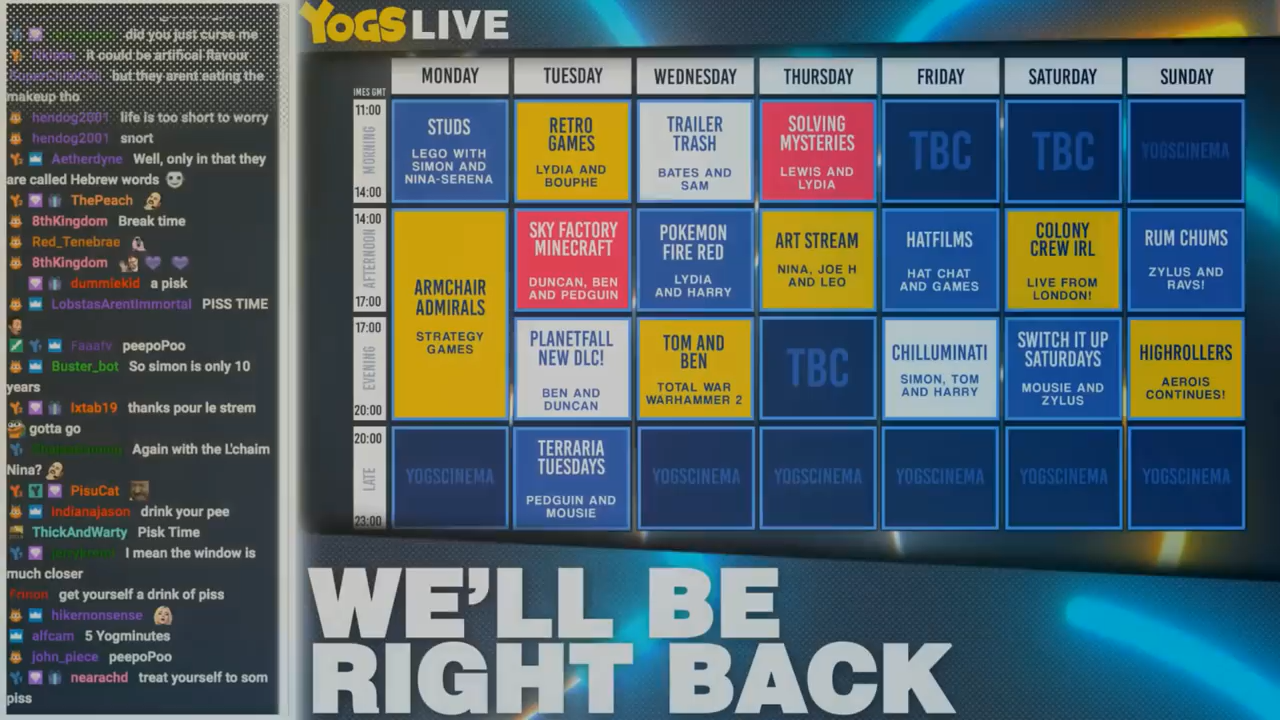 did you just curse me
it could be artifical flavour
but they arent eating the
makeup tho
hendog2001 life is too short to worry
hendog2001 snort
Aetherdyne Well, only in that they
are called Hebrew words
ThePeach
8thKingdom Break time
Red_Tenebrae
8thKingdom
dummiekid a pisk
LobstasArentImmortal PISS TIME
Faaafv peepoPoo
Buster_bot So simon is only 10
years
Ixtab19 thanks pour le strem
gotta go
Again with the L'chaim
Nina?
PisuCat
indianajason drink your pee
ThickAndWarty Pisk Time
I mean the window is
much closer
get yourself a drink of piss
hikernonsense
alfcam 5 Yogminutes
john_piece peepoPoo
nearachd treat yourself to som
piss
YOGS LIVE
MONDAY TUESDAY WEDNESDAY THURSDAY FRIDAY SATURDAY SUNDAY
IMES GMT
11:00
MORNING
14:00
STUDS
LEGO WITH
SIMON AND
NINA-SERENA
RETRO
GAMES
LYDIA AND
BOUPHE
TRAILER
TRASH
BATES AND
SAM
SOLVING
MYSTERIES
LEWIS AND
LYDIA
TBC
TBC
YOGSCINEMA
14:00
AFTERNOON
17:00
ARMCHAIR
ADMIRALS
STRATEGY
GAMES
SKY FACTORY
MINECRAFT
DUNCAN, BEN
AND PEDGUIN
POKEMON
FIRE RED
LYDIA
AND HARRY
ART STREAM
NINA, JOE H
AND LEO
HATFILMS
HAT CHAT
AND GAMES
COLONY
CREW IRL
LIVE FROM
LONDON!
RUM CHUMS
ZYLUS AND
RAVS!
17:00
EVENING
20:00
PLANETFALL
NEW DLC!
BEN AND
DUNCAN
TOM AND
BEN
TOTAL WAR
WARHAMMER 2
TBC
CHILLUMINATI
SIMON, TOM
AND HARRY
SWITCH IT UP
SATURDAYS
MOUSIE AND
ZYLUS
HIGHROLLERS
AEROIS
CONTINUES!
20:00
LATE
23:00
YOGSCINEMA
TERRARIA
TUESDAYS
PEDGUIN AND
MOUSIE
YOGSCINEMA
YOGSCINEMA
YOGSCINEMA
YOGSCINEMA
YOGSCINEMA
WE'LL BE
RIGHT BACK